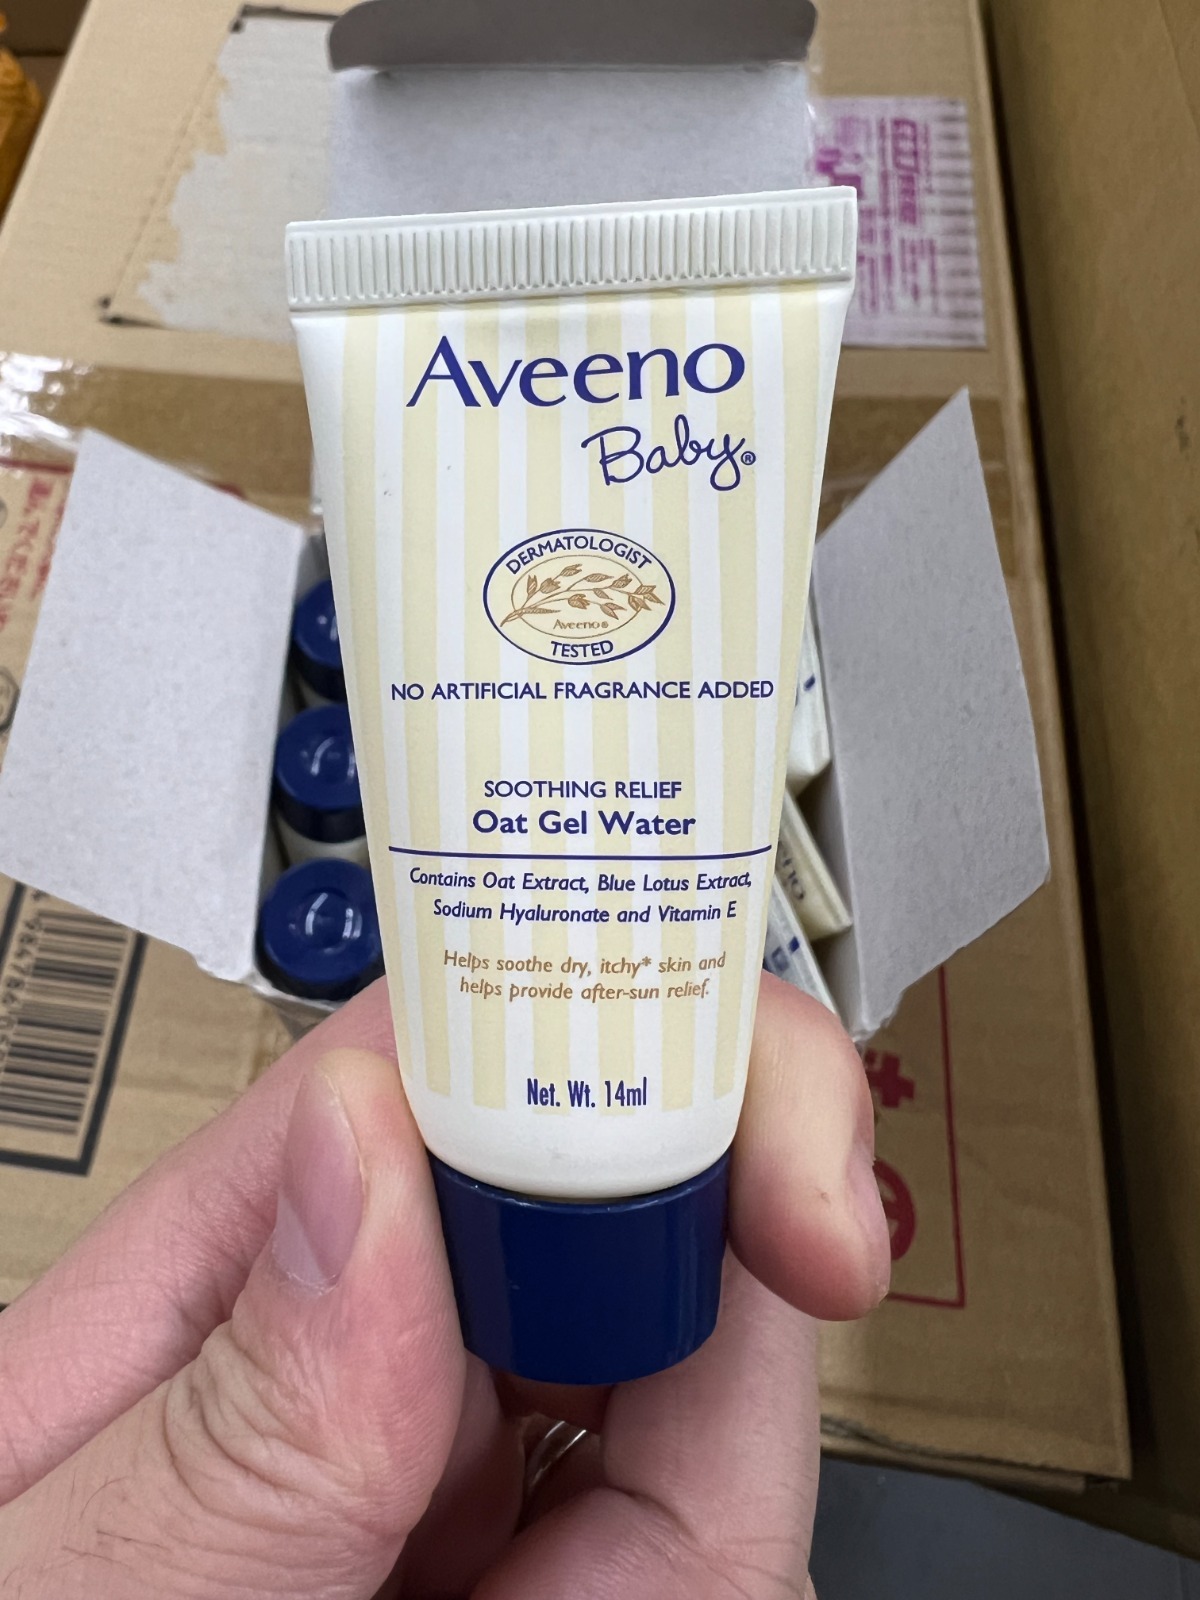 Aveeno
Baby®
DERMATOLOGIST
Aveeno®
TESTED
NO ARTIFICIAL FRAGRANCE ADDED
SOOTHING RELIEF
Oat Gel Water
Contains Oat Extract, Blue Lotus Extract,
Sodium Hyaluronate and Vitamin E
Helps soothe dry, itchy* skin and
helps provide after-sun relief.
Net. Wt. 14ml